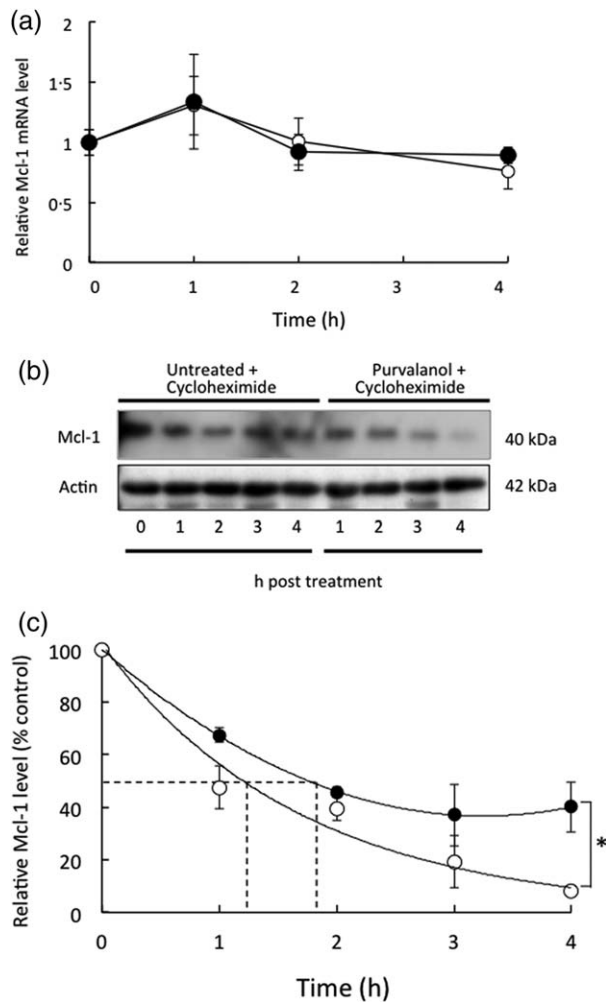 (a)
Relative Mcl-1 mRNA level
2
1·5
1
0·5
0
0 1 2 3 4
Time (h)
(b)
Untreated + Purvalanol +
Cycloheximide Cycloheximide
Mcl-1 40 kDa
Actin 42 kDa
0 1 2 3 4 1 2 3 4
h post treatment
(c)
Relative Mcl-1 level (% control)
100
80
60
40
20
0
*
0 1 2 3 4
Time (h)